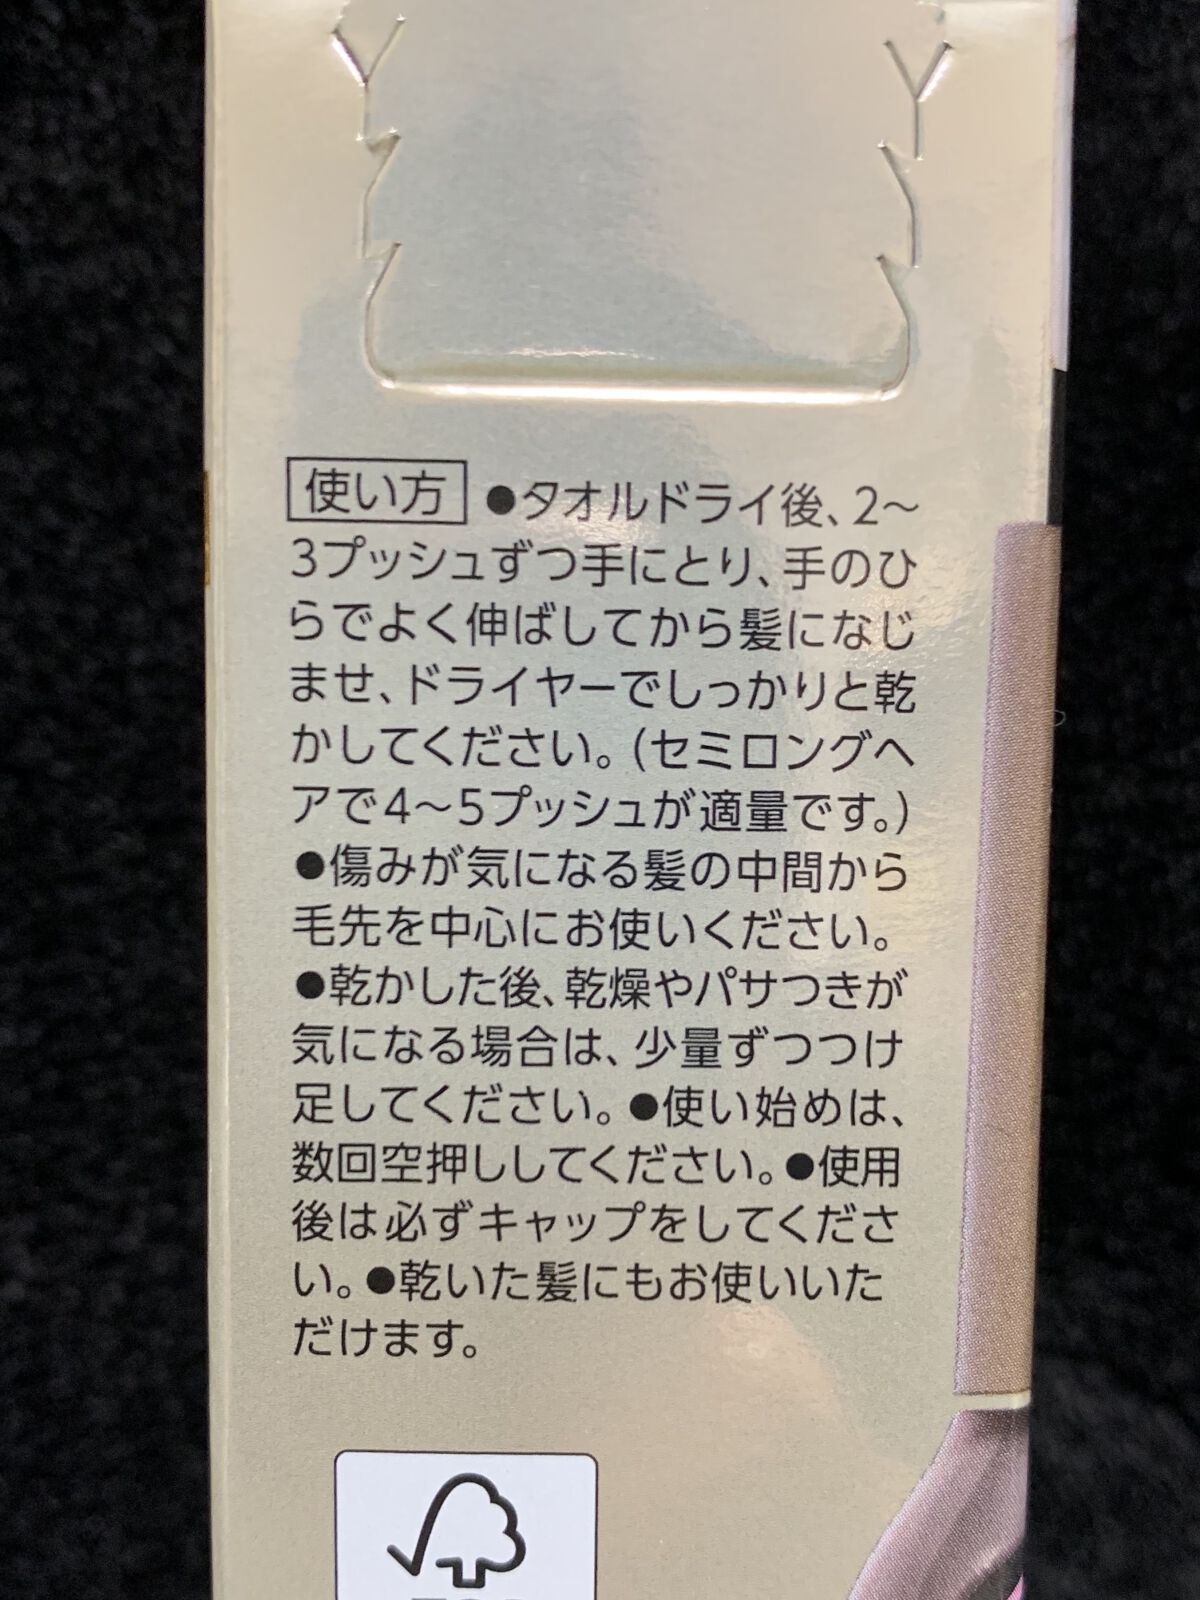 使い方 ●タオルドライ後、2～
3プッシュずつ手にとり、手のひ
らでよく伸ばしてから髪になじ
ませ、ドライヤーでしっかりと乾
かしてください。(セミロングヘ
アで4～5プッシュが適量です。)
●傷みが気になる髪の中間から
毛先を中心にお使いください。
●乾かした後、乾燥やパサつきが
気になる場合は、少量ずつつけ
足してください。●使い始めは、
数回空押ししてください。●使用
後は必ずキャップをしてくださ
い。●乾いた髪にもお使いいた
だけます。